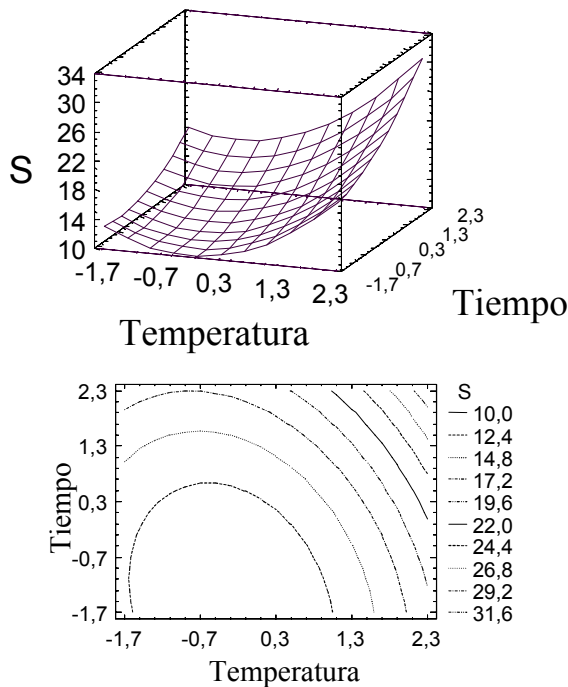 34
30
26
22
18
14
10
S
-1,7 -0,7 0,3 1,3 2,3
Temperatura
-1,7 0,7 0,3 1,3 2,3
Tiempo
2,3
1,3
0,3
-0,7
-1,7
Tiempo
-1,7 -0,7 0,3 1,3 2,3
Temperatura
S
10,0
12,4
14,8
17,2
19,6
22,0
24,4
26,8
29,2
31,6